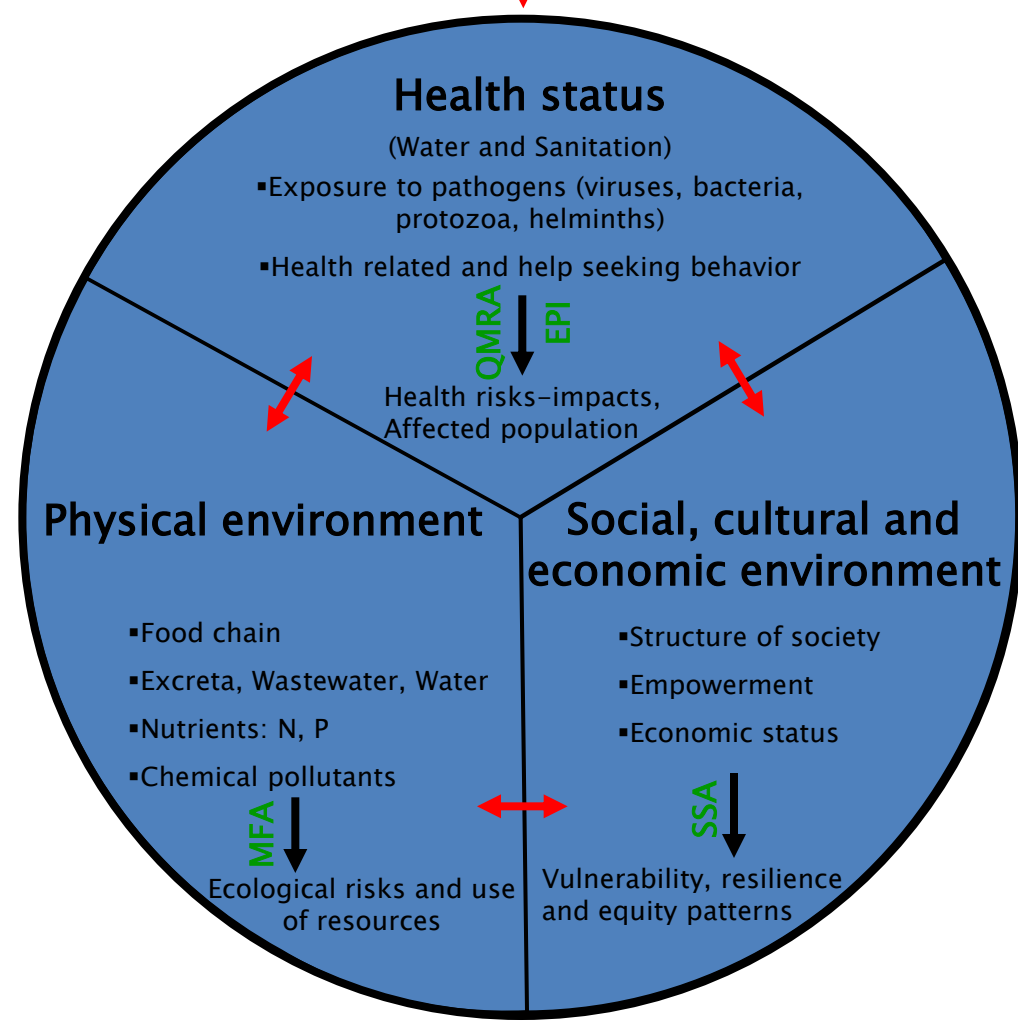 Health status
(Water and Sanitation)
▪Exposure to pathogens (viruses, bacteria,
protozoa, helminths)
▪Health related and help seeking behavior
QMRA
EPI
Health risks-impacts,
Affected population
Physical environment
▪Food chain
▪Excreta, Wastewater, Water
▪Nutrients: N, P
▪Chemical pollutants
MFA
Ecological risks and use
of resources
Social, cultural and
economic environment
▪Structure of society
▪Empowerment
▪Economic status
SSA
Vulnerability, resilience
and equity patterns